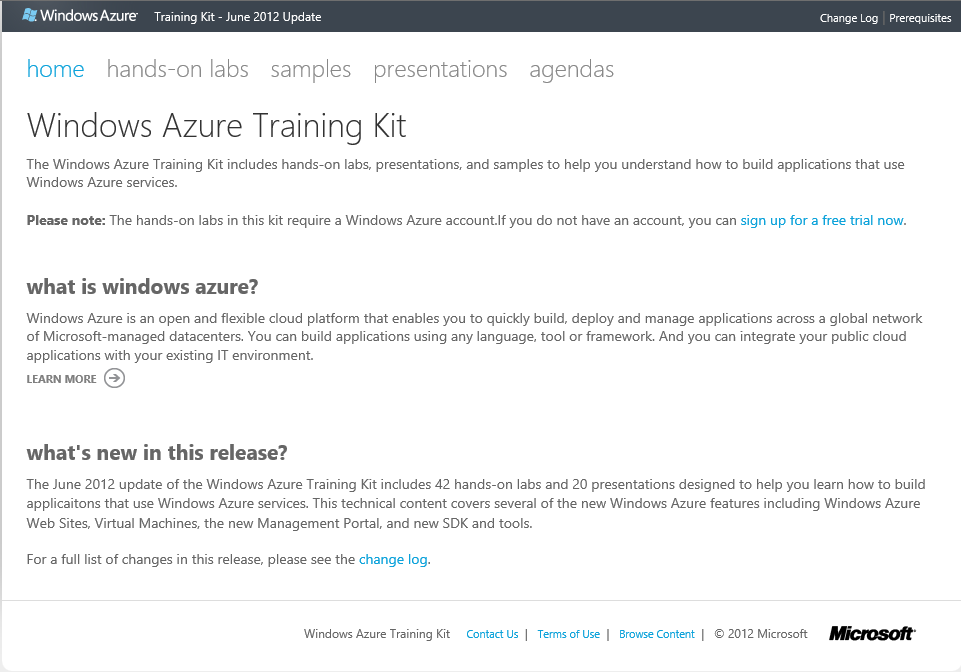 Windows Azure Training Kit - June 2012 Update Change Log | Prerequisites
home hands-on labs samples presentations agendas
Windows Azure Training Kit
The Windows Azure Training Kit includes hands-on labs, presentations, and samples to help you understand how to build applications that use
Windows Azure services.
Please note: The hands-on labs in this kit require a Windows Azure account.If you do not have an account, you can sign up for a free trial now.
what is windows azure?
Windows Azure is an open and flexible cloud platform that enables you to quickly build, deploy and manage applications across a global network
of Microsoft-managed datacenters. You can build applications using any language, tool or framework. And you can integrate your public cloud
applications with your existing IT environment.
LEARN MORE
what's new in this release?
The June 2012 update of the Windows Azure Training Kit includes 42 hands-on labs and 20 presentations designed to help you learn how to build
applicaitons that use Windows Azure services. This technical content covers several of the new Windows Azure features including Windows Azure
Web Sites, Virtual Machines, the new Management Portal, and new SDK and tools.
For a full list of changes in this release, please see the change log.
Windows Azure Training Kit Contact Us | Terms of Use | Browse Content | © 2012 Microsoft Microsoft